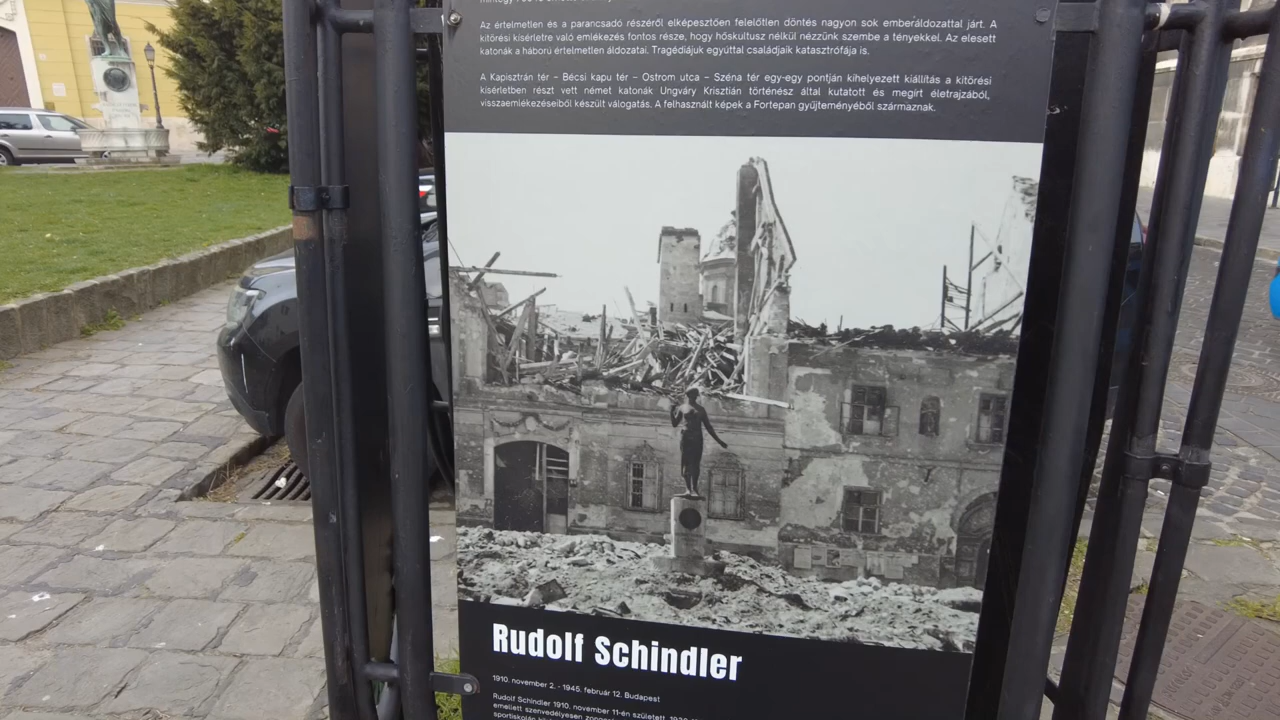 Az értelmetlen és a parancsadó részéről elképesztően felelőtlen döntés nagyon sok emberáldozattal járt. A
kitörési kísérletre való emlékezés fontos része, hogy hőskultusz nélkül nézzünk szembe a tényekkel. Az elesett
katonák a háború értelmetlen áldozatai. Tragédiájuk egyúttal családjaik katasztrófája is.
A Kapisztrán tér – Bécsi kapu tér – Ostrom utca – Széna tér egy-egy pontján kihelyezett kiállítás a kitörési
kísérletben részt vett német katonák Ungváry Krisztián történész által kutatott és megírt életrajzaiból,
visszaemlékezéseiből készült válogatás. A felhasznált képek a Fortepan gyűjteményéből származnak.
Rudolf Schindler
1910. november 2. - 1945. február 12. Budapest
Rudolf Schindler 1910. november 11-én született.
emellett szenvedélyesen